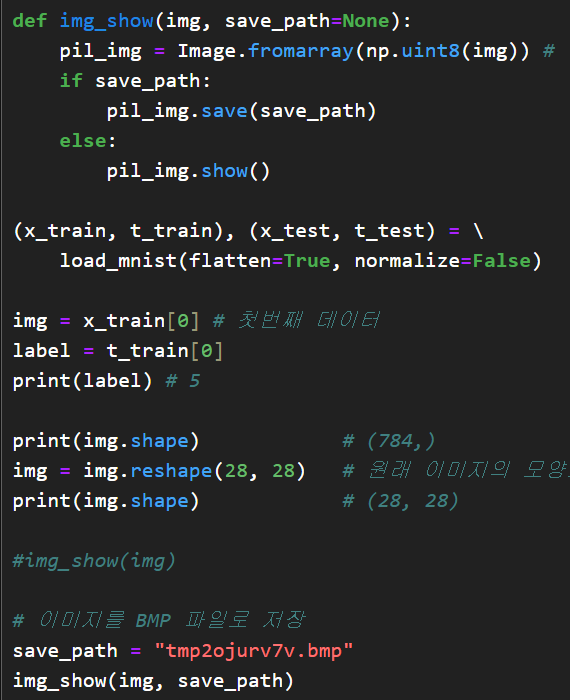 def img_show(img, save_path=None):
    pil_img = Image.fromarray(np.uint8(img)) #
    if save_path:
        pil_img.save(save_path)
    else:
        pil_img.show()
(x_train, t_train), (x_test, t_test) = \
    load_mnist(flatten=True, normalize=False)
img = x_train[0] # 첫번째 데이터
label = t_train[0]
print(label) # 5
print(img.shape)            # (784,)
img = img.reshape(28, 28)   # 원래 이미지의 모양
print(img.shape)            # (28, 28)
#img_show(img)
# 이미지를 BMP 파일로 저장
save_path = "tmp2ojurv7v.bmp"
img_show(img, save_path)